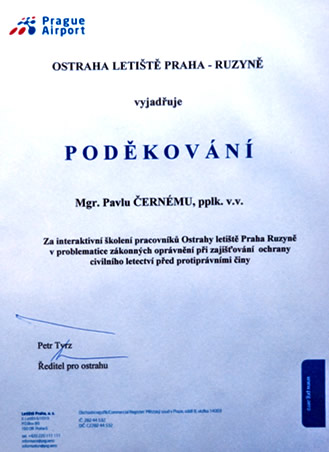 Prague
Airport
OSTRAHA LETIŠTĚ PRAHA - RUZYNĚ
vyjadřuje
PODĚKOVÁNÍ
Mgr. Pavlu ČERNÉMU, pplk. v.v.
Za interaktivní školení pracovníků Ostrahy letiště Praha Ruzyně
v problematice zákonných oprávnění při zajišťování ochrany
civilního letectví před protiprávními činy
Petr Tyrz
Ředitel pro ostrahu
Letiště Praha, a. s.